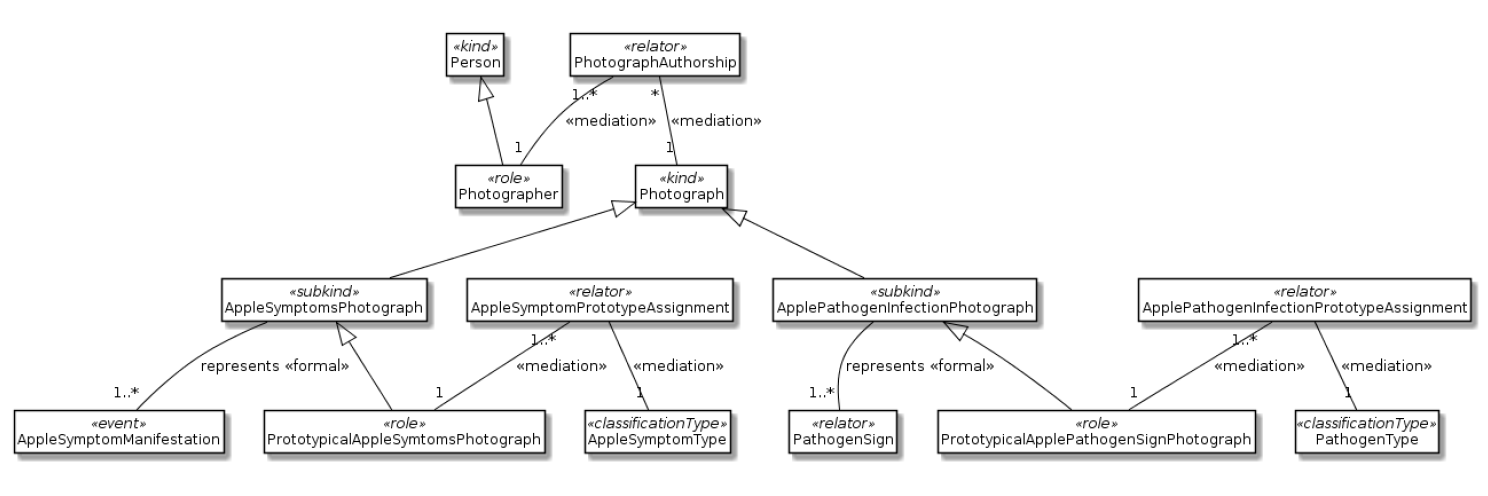 «kind»
Person
«relator»
PhotographAuthorship
1..*
*
«mediation»
«mediation»
1
1
«role»
Photographer
«kind»
Photograph
«subkind»
AppleSymptomsPhotograph
«relator»
AppleSymptomPrototypeAssignment
«subkind»
ApplePathogenInfectionPhotograph
«relator»
ApplePathogenInfectionPrototypeAssignment
1..*
1..*
represents «formal»
«mediation»
«mediation»
represents «formal»
«mediation»
«mediation»
1..*
1
1
1..*
1
1
«event»
AppleSymptomManifestation
«role»
PrototypicalAppleSymtomsPhotograph
«classificationType»
AppleSymptomType
«relator»
PathogenSign
«role»
PrototypicalApplePathogenSignPhotograph
«classificationType»
PathogenType